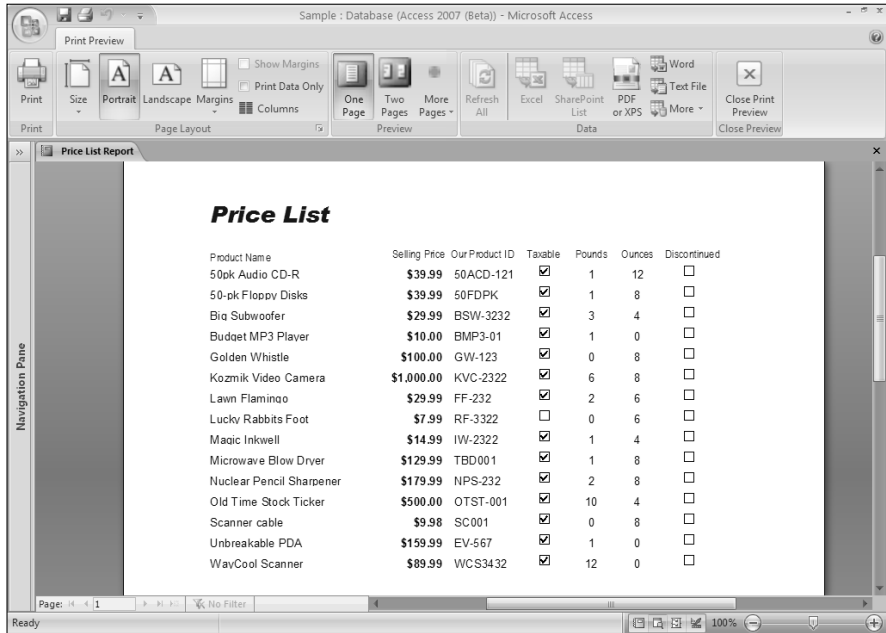 Sample : Database (Access 2007 (Beta)) - Microsoft Access
Print Preview
Print
Size
Portrait
Landscape
Margins
Show Margins
Print Data Only
Columns
One Page
Two Pages
More Pages
Refresh All
Excel
SharePoint List
PDF or XPS
Word
Text File
More
Close Print Preview
Print
Page Layout
Preview
Data
Close Preview
Price List Report
Navigation Pane
Price List
Product Name Selling Price Our Product ID Taxable Pounds Ounces Discontinued
50pk Audio CD-R $39.99 50ACD-121 1 12
50-pk Floppy Disks $39.99 50FDPK 1 8
Big Subwoofer $29.99 BSW-3232 3 4
Budget MP3 Player $10.00 BMP3-01 1 0
Golden Whistle $100.00 GW-123 0 8
Kozmik Video Camera $1,000.00 KVC-2322 6 8
Lawn Flamingo $29.99 FF-232 2 6
Lucky Rabbits Foot $7.99 RF-3322 0 6
Magic Inkwell $14.99 IW-2322 1 4
Microwave Blow Dryer $129.99 TBD001 1 8
Nuclear Pencil Sharpener $179.99 NPS-232 2 8
Old Time Stock Ticker $500.00 OTST-001 10 4
Scanner cable $9.98 SC001 0 8
Unbreakable PDA $159.99 EV-567 1 0
WayCool Scanner $89.99 WCS3432 12 0
Page: 1 No Filter
Ready 100%